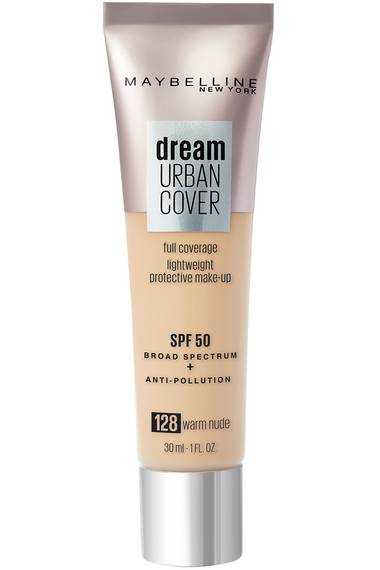 MAYBELLINE
NEW YORK
dream
URBAN
COVER
full coverage
lightweight
protective make-up
SPF 50
BROAD SPECTRUM
+
ANTI-POLLUTION
128 warm nude
30 ml - 1 FL. OZ.